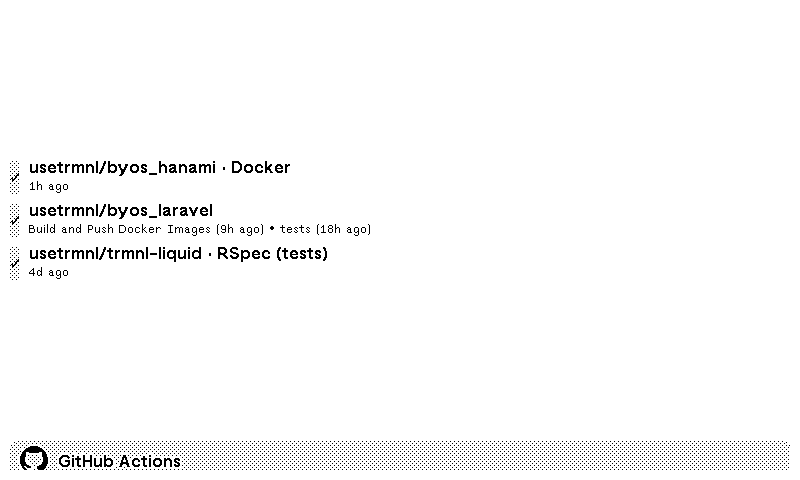 usetrmnl/byos_hanami · Docker
1h ago
usetrmnl/byos_laravel
Build and Push Docker Images (9h ago) • tests (18h ago)
usetrmnl/trmnl-liquid · RSpec (tests)
4d ago
GitHub Actions